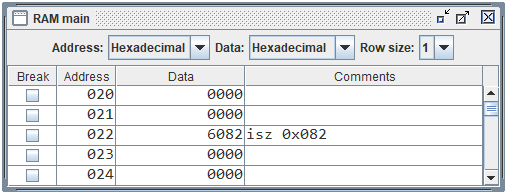 RAM main
Address: Hexadecimal Data: Hexadecimal Row size: 1
Break Address Data Comments
020 0000
021 0000
022 6082 isz 0x082
023 0000
024 0000